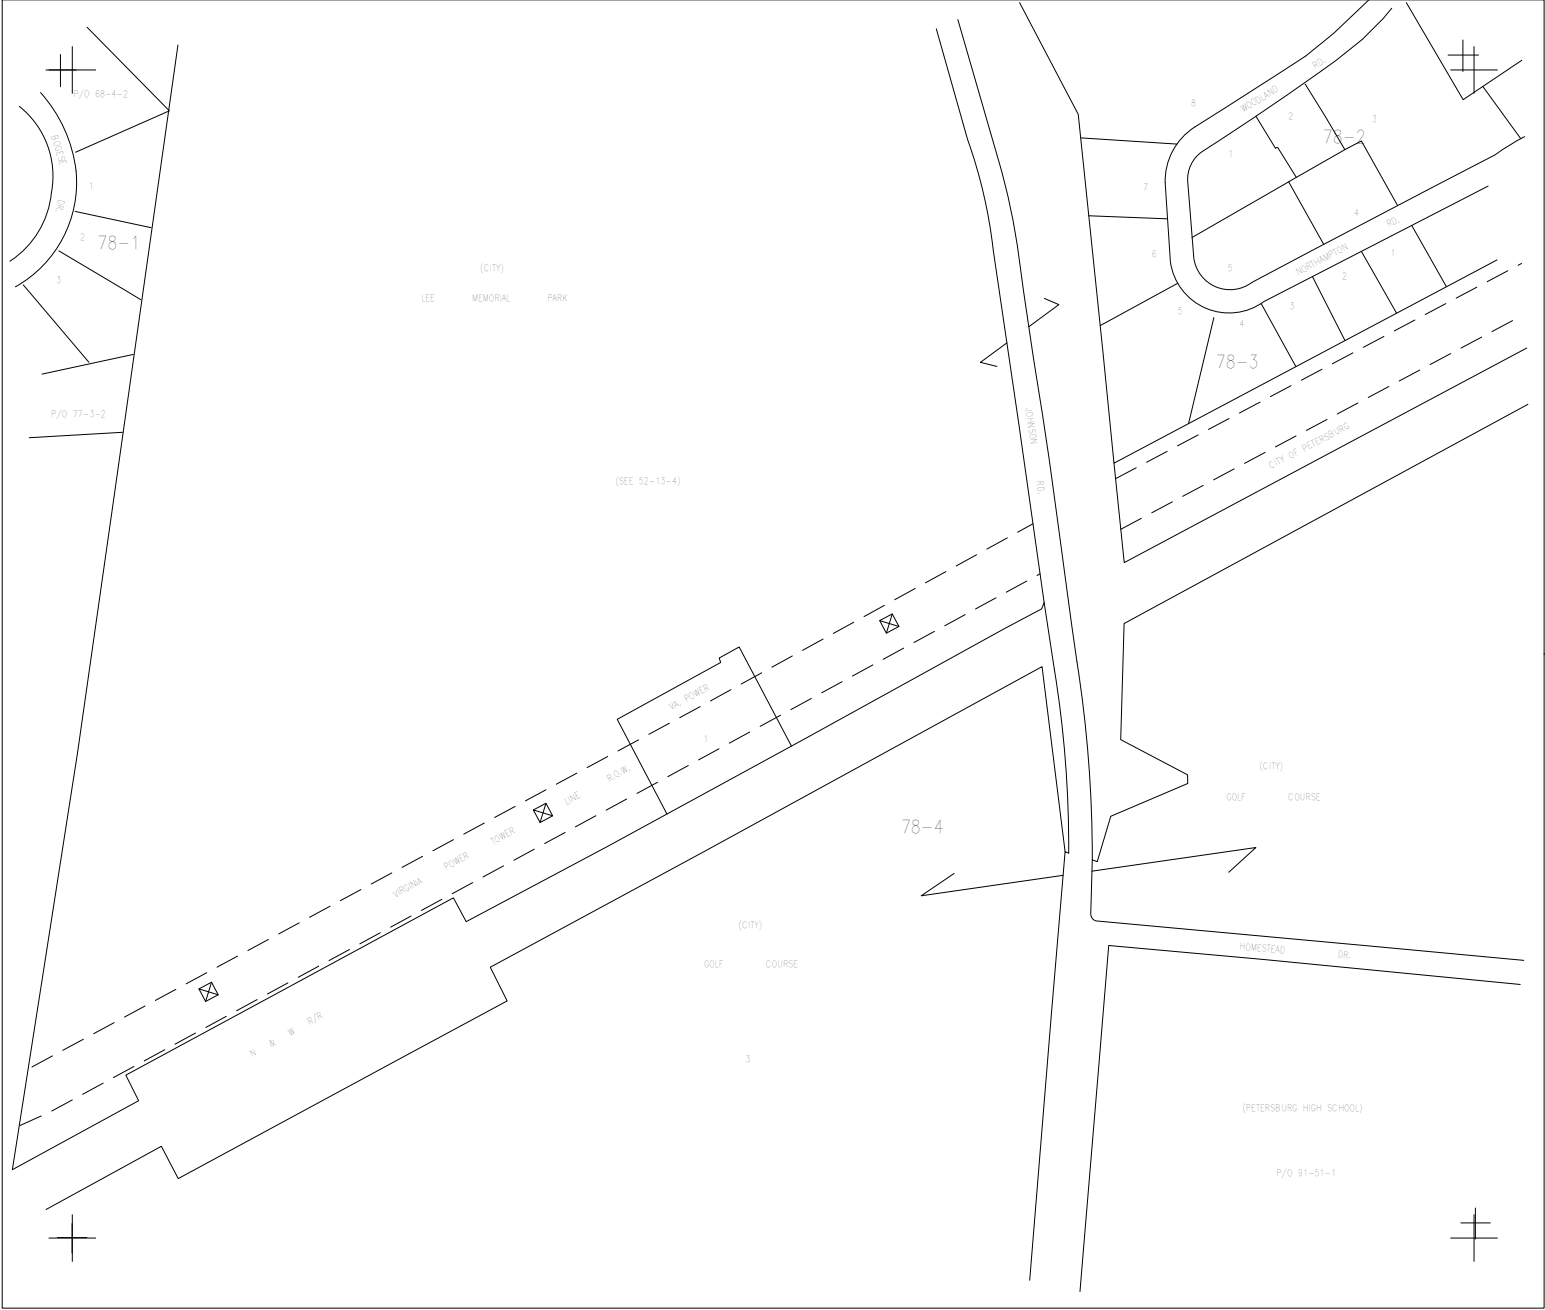 P/O 68-4-2
BOGESE DR.
1
2
78-1
3
P/O 77-3-2
(CITY)
LEE MEMORIAL PARK
(SEE 52-13-4)
JOHNSON RD.
WOODLAND RD.
8
2
3
78-2
1
7
4
6
5
NORTHAMPTON RD.
1
2
3
5
4
78-3
CITY OF PETERSBURG
VA. POWER
1
VIRGINIA POWER TOWER LINE R.O.W.
N & W R/R
78-4
(CITY)
GOLF COURSE
(CITY)
GOLF COURSE
3
HOMESTEAD DR.
(PETERSBURG HIGH SCHOOL)
P/O 91-51-1